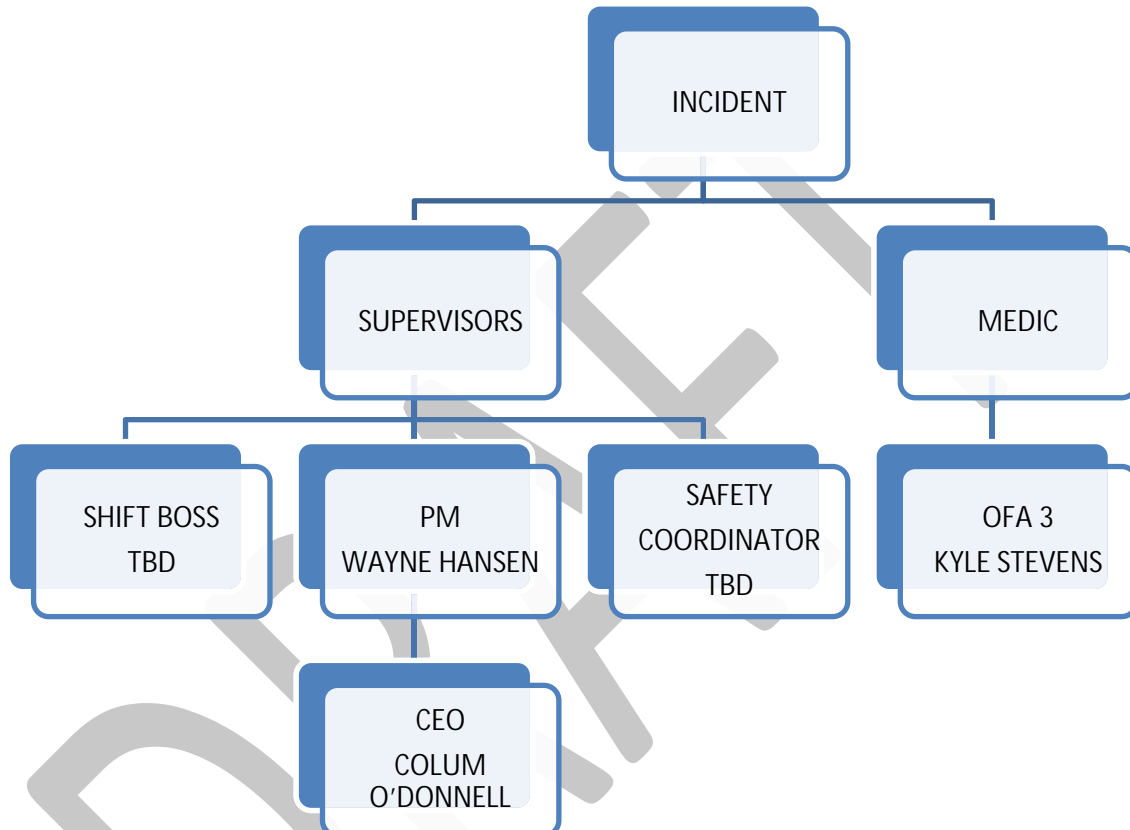 INCIDENT
SUPERVISORS
MEDIC
SHIFT BOSS
TBD
PM
WAYNE HANSEN
SAFETY
COORDINATOR
TBD
OFA 3
KYLE STEVENS
CEO
COLUM
O'DONNELL